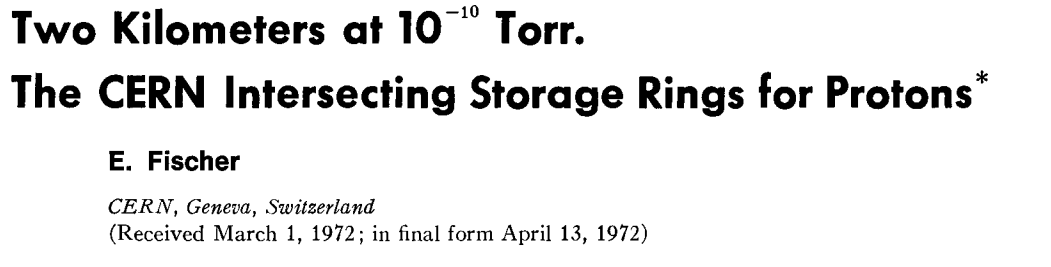 Two Kilometers at 10⁻¹⁰ Torr.
The CERN Intersecting Storage Rings for Protons*
E. Fischer
CERN, Geneva, Switzerland
(Received March 1, 1972; in final form April 13, 1972)